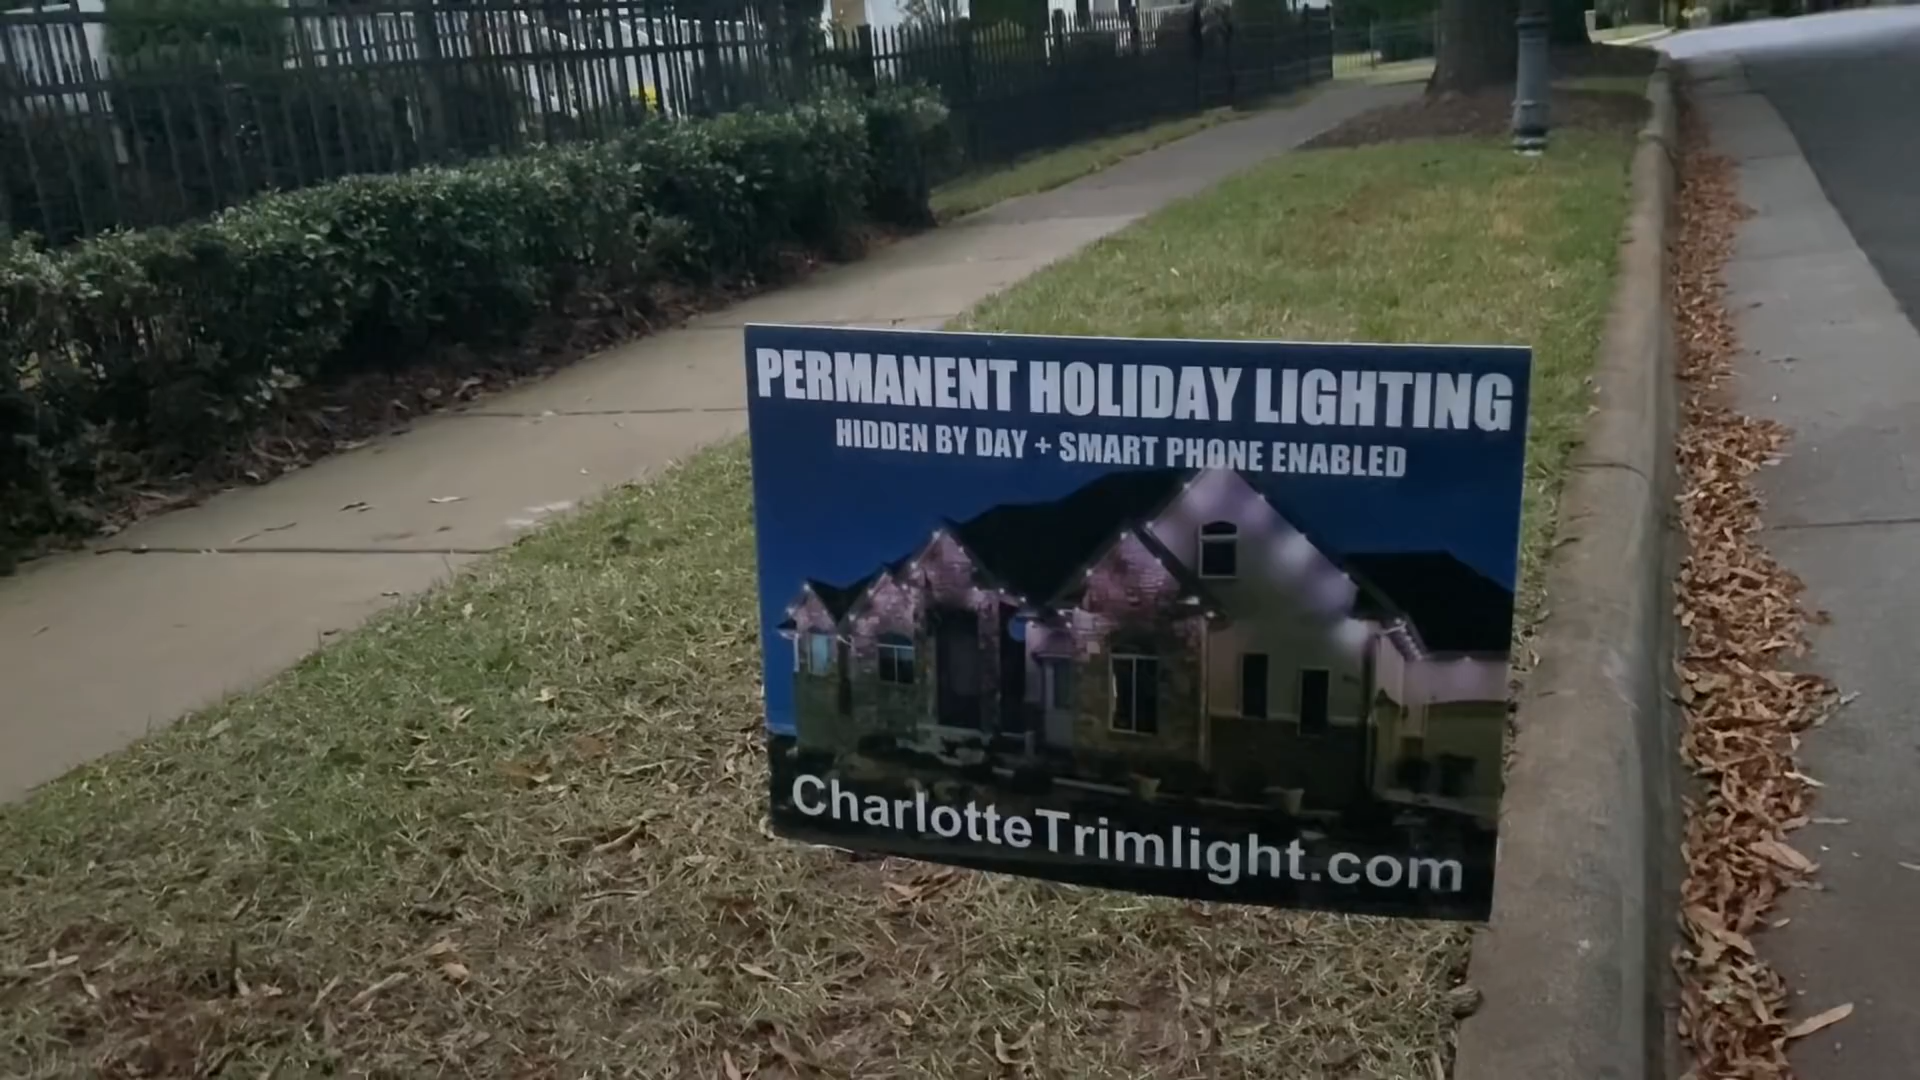 PERMANENT HOLIDAY LIGHTING
HIDDEN BY DAY + SMART PHONE ENABLED
CharlotteTrimlight.com